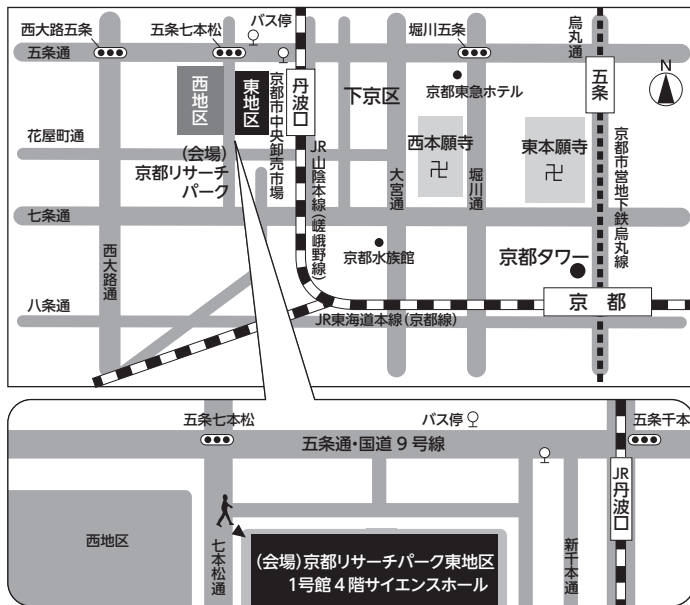 西大路五条
五条七本松
バス停
堀川五条
烏丸通
五条通
N
西地区
東地区
京都市中央卸売市場
丹波口
下京区
京都東急ホテル
五条
花屋町通
(会場)
京都リサーチ
パーク
JR山陰本線(嵯峨野線)
大宮通
西本願寺
卍
堀川通
東本願寺
卍
京都市営地下鉄烏丸線
七条通
西大路通
京都水族館
京都タワー
八条通
京都
JR東海道本線(京都線)
五条七本松
バス停
五条千本
五条通・国道9号線
JR丹波口
西地区
七本松通
(会場)京都リサーチパーク東地区
1号館4階サイエンスホール
新千本通